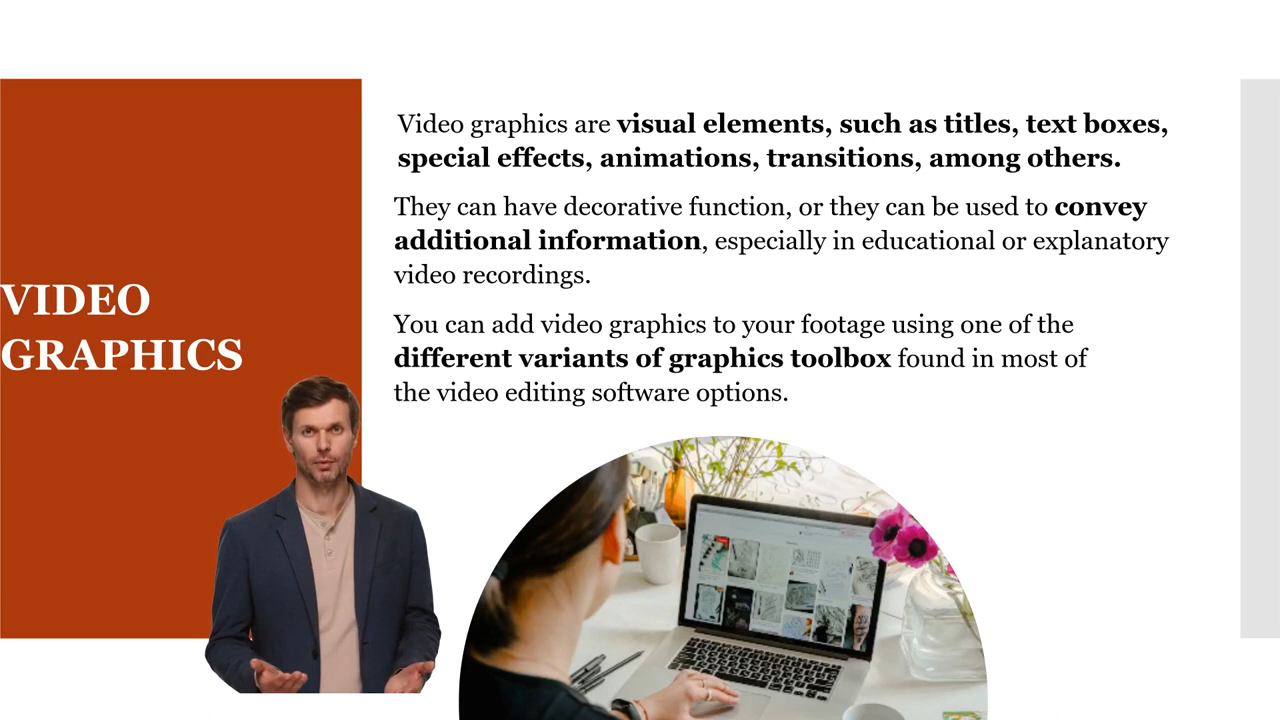 VIDEO
GRAPHICS
Video graphics are visual elements, such as titles, text boxes,
special effects, animations, transitions, among others.
They can have decorative function, or they can be used to convey
additional information, especially in educational or explanatory
video recordings.
You can add video graphics to your footage using one of the
different variants of graphics toolbox found in most of
the video editing software options.